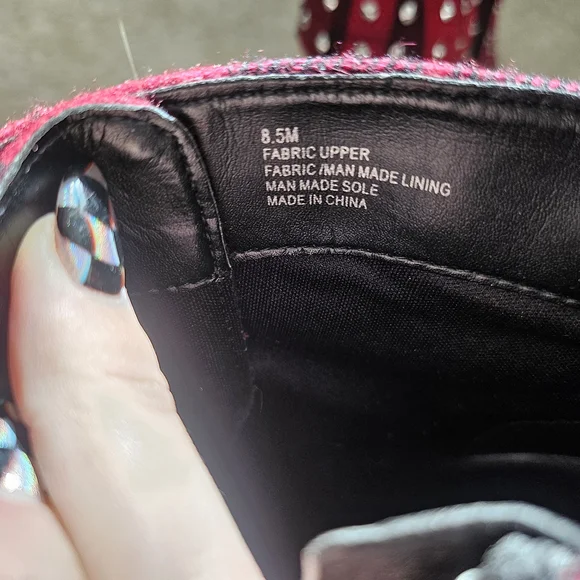 8.5M
FABRIC UPPER
FABRIC /MAN MADE LINING
MAN MADE SOLE
MADE IN CHINA